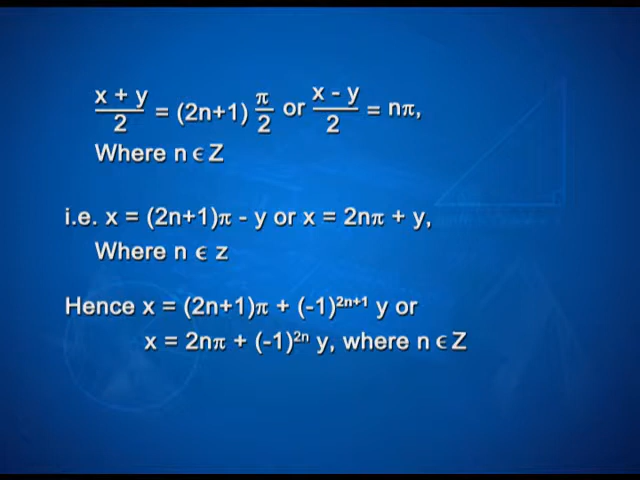 x + y/2 = (2n+1) π/2 or x - y/2 = nπ,
Where n ϵ Z
i.e. x = (2n+1)π - y or x = 2nπ + y,
Where n ϵ z
Hence x = (2n+1)π + (-1)²ⁿ⁺¹ y or
x = 2nπ + (-1)²ⁿ y, where n ϵ Z